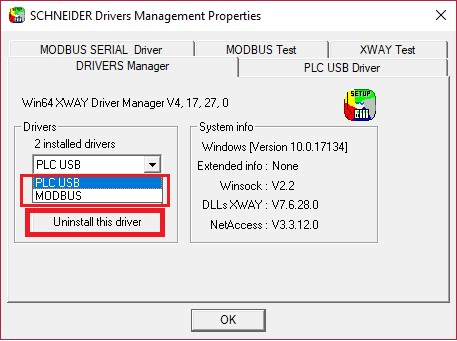 SCHNEIDER Drivers Management Properties
MODBUS SERIAL Driver
MODBUS Test
XWAY Test
DRIVERS Manager
PLC USB Driver
Win64 XWAY Driver Manager V4, 17, 27, 0
SETUP
Drivers
2 installed drivers
PLC USB
PLC USB
MODBUS
Uninstall this driver
System info
Windows [Version 10.0.17134]
Extended info : None
Winsock : V2.2
DLLs XWAY : V7.6.28.0
NetAccess : V3.3.12.0
OK